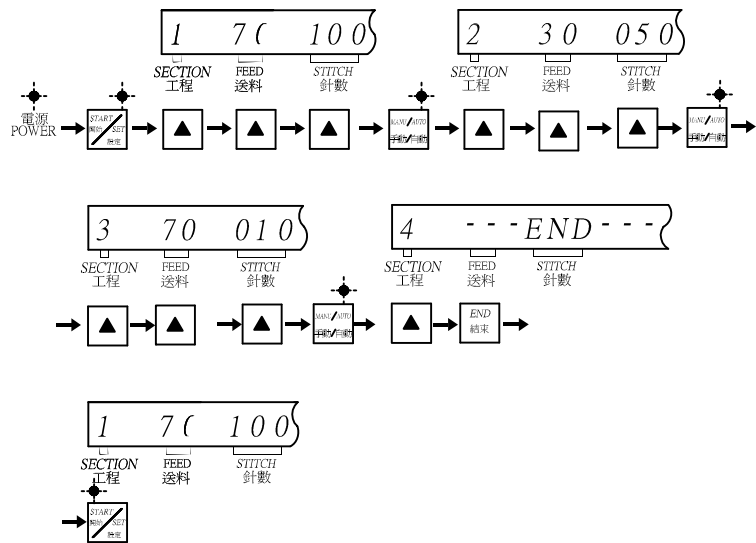 1 7( 100
2 30 050
SECTION FEED STITCH
工程 送料 針數
SECTION FEED STITCH
工程 送料 針數
電源
POWER
START
開始 SET
設定
MANU/AUTO
手動/自動
MANU/AUTO
手動/自動
3 70 010
4 - - - END - - - -
SECTION FEED STITCH
工程 送料 針數
SECTION FEED STITCH
工程 送料 針數
MANU/AUTO
手動/自動
END
結束
1 7( 100
SECTION FEED STITCH
工程 送料 針數
START
開始 SET
設定